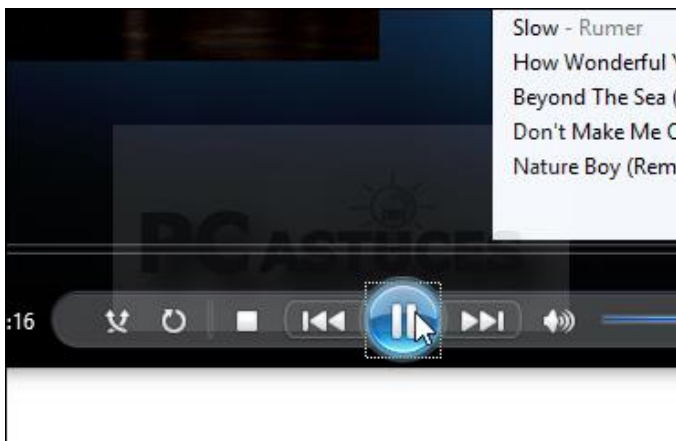 Slow - Rumer
How Wonderful Y
Beyond The Sea (
Don't Make Me C
Nature Boy (Rem
PC ASTUCES
:16